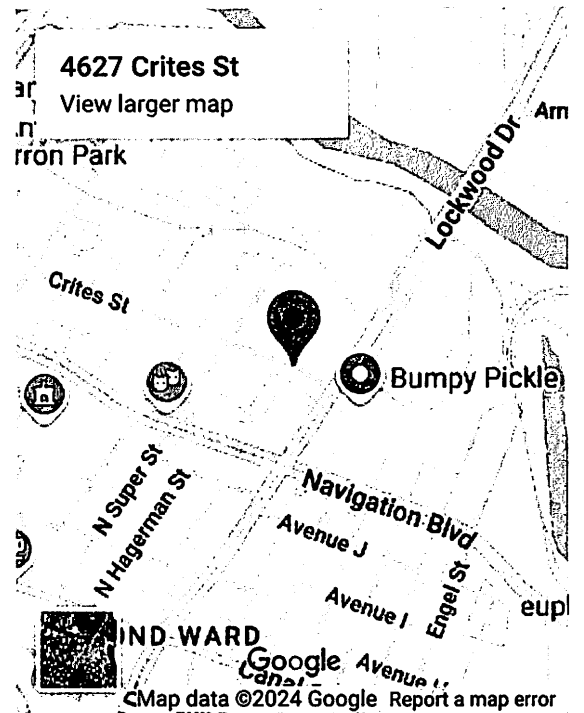 4627 Crites St
View larger map
rron Park
Lockwood Dr
Crites St
Bumpy Pickle
N Super St
N Hagerman St
Navigation Blvd
Avenue J
Avenue I
Engel St
OND WARD
Google
Map data ©2024 Google Report a map error